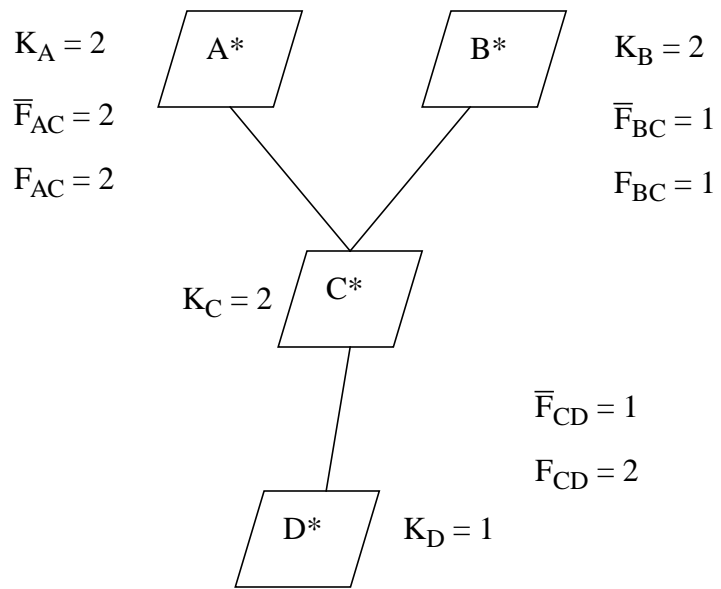 K_A = 2
A*
B*
K_B = 2
F̅_AC = 2
F̅_BC = 1
F_AC = 2
F_BC = 1
K_C = 2
C*
F̅_CD = 1
F_CD = 2
D*
K_D = 1